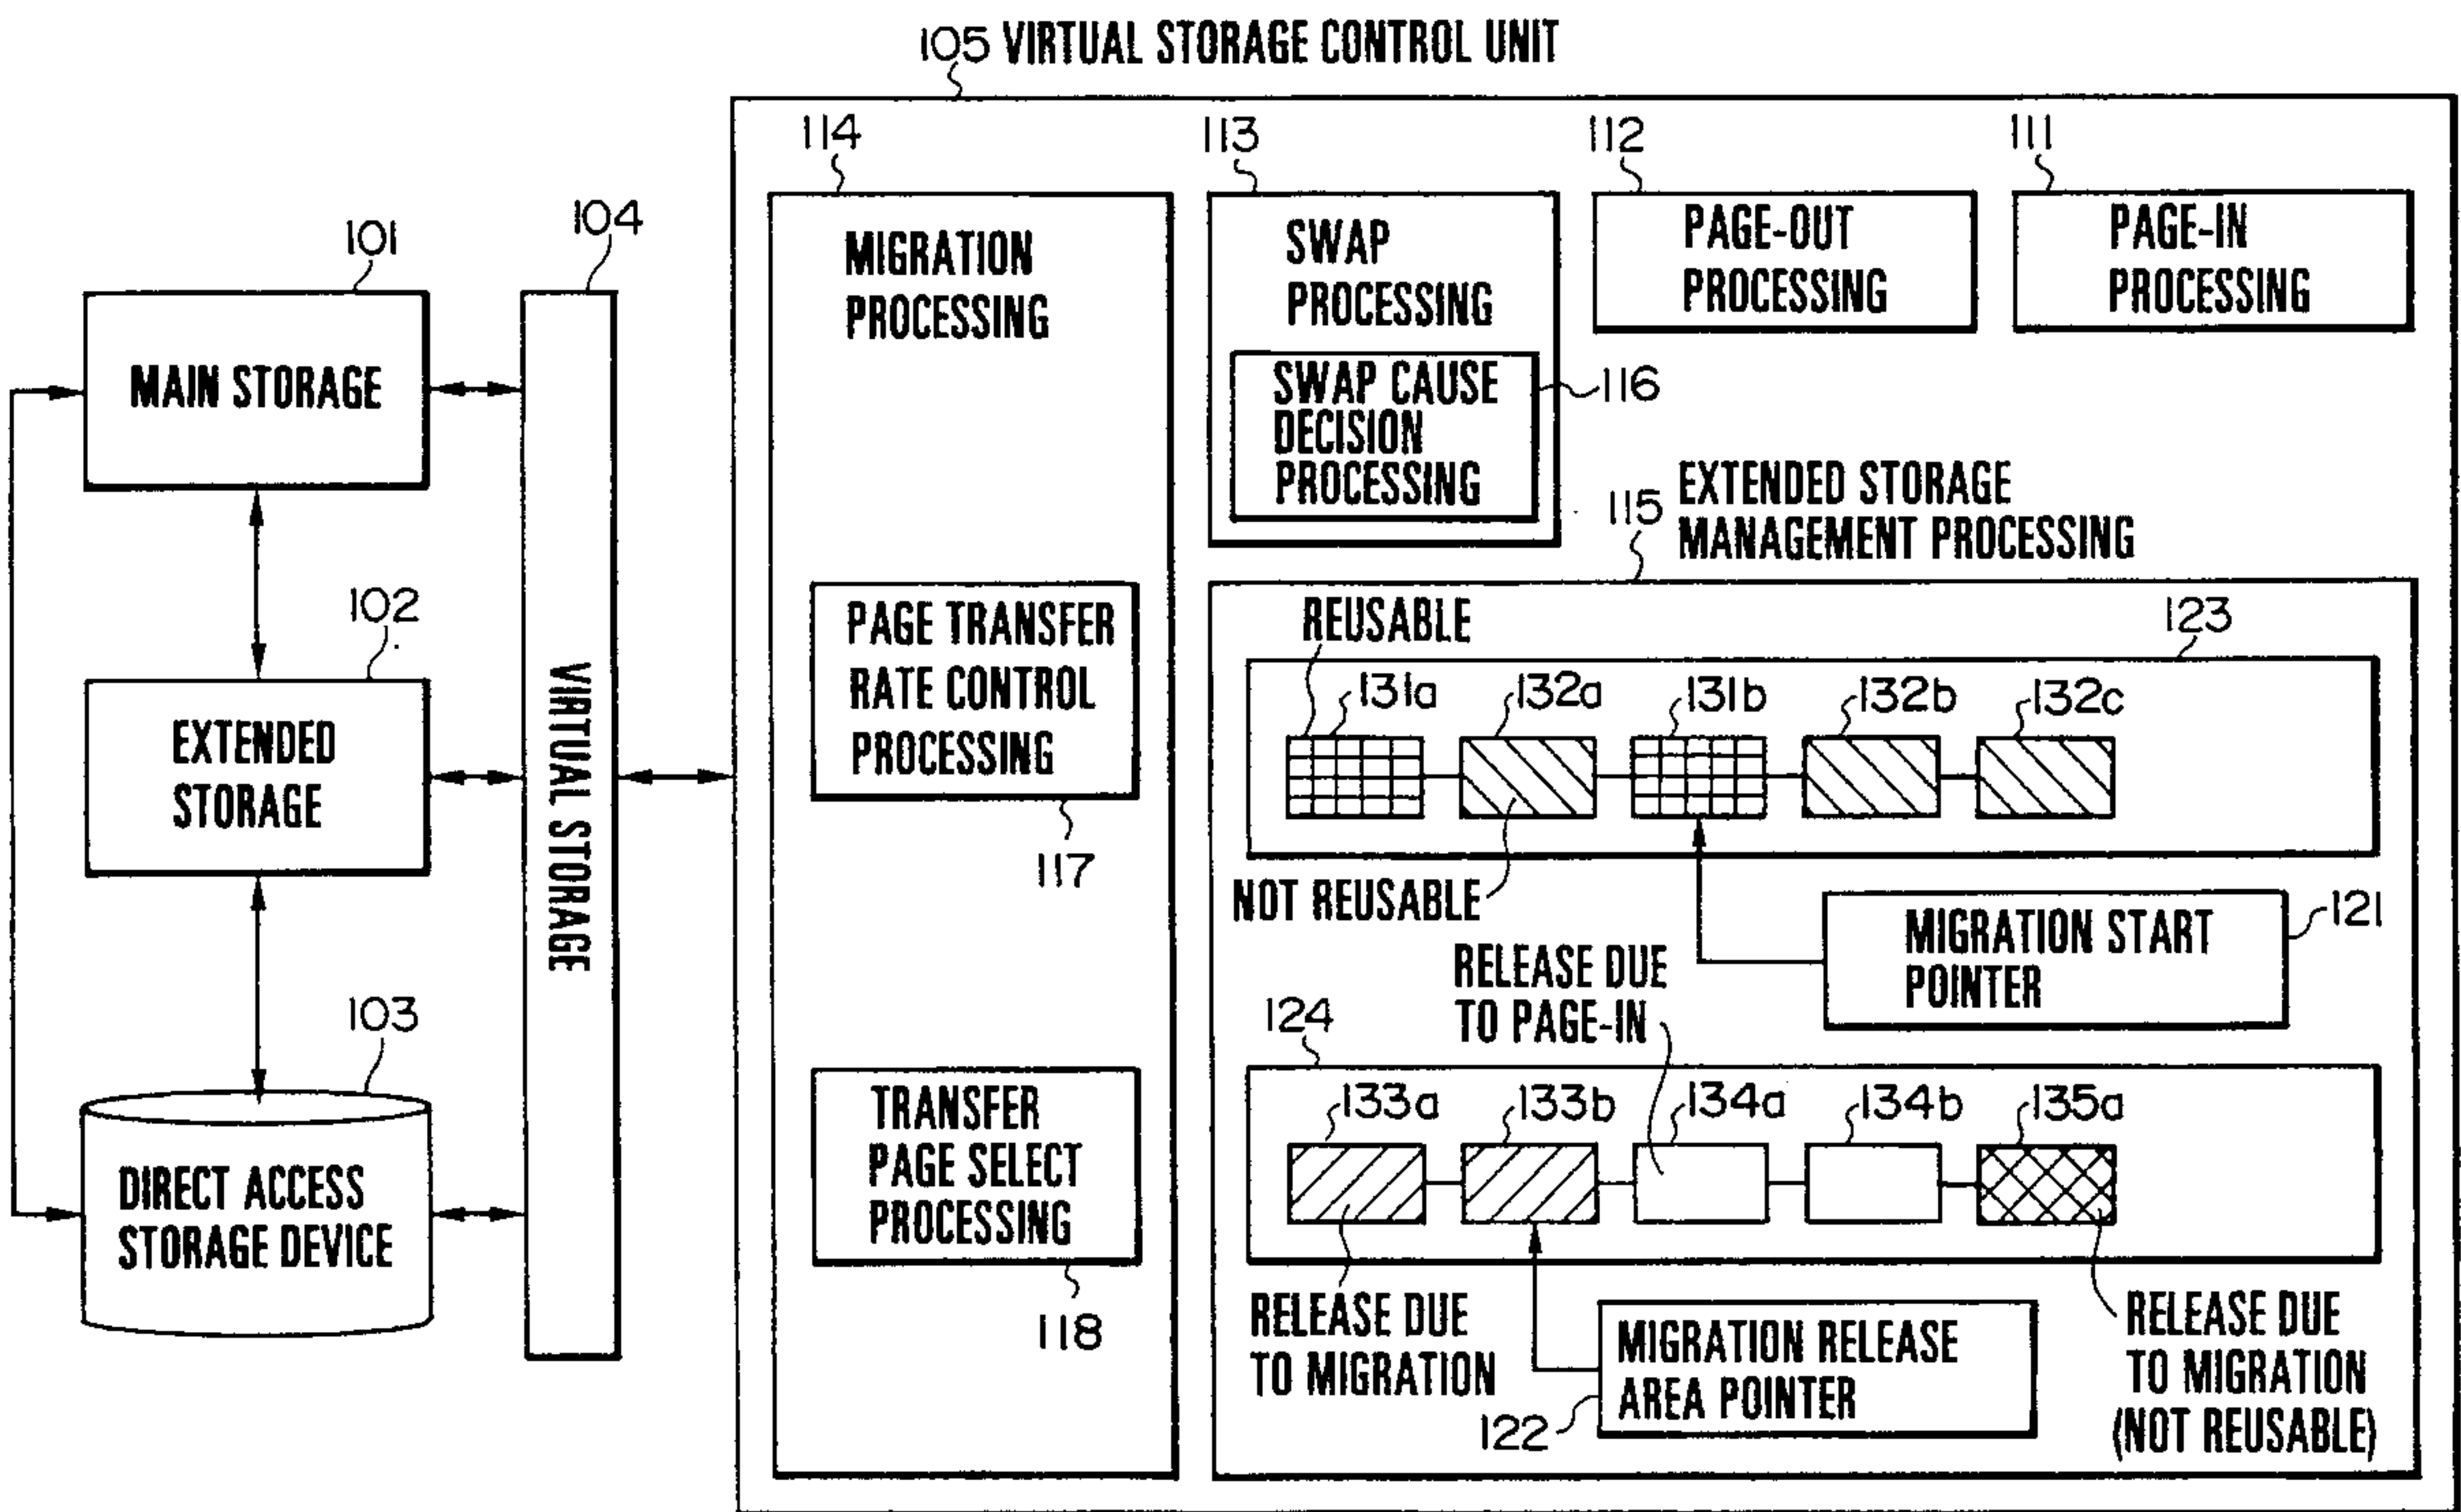 105 VIRTUAL STORAGE CONTROL UNIT
114
113
112
111
104
101
MAIN STORAGE
102
EXTENDED
STORAGE
103
DIRECT ACCESS
STORAGE DEVICE
VIRTUAL STORAGE
MIGRATION
PROCESSING
PAGE TRANSFER
RATE CONTROL
PROCESSING
117
TRANSFER
PAGE SELECT
PROCESSING
118
SWAP
PROCESSING
SWAP CAUSE
DECISION
PROCESSING
116
PAGE-OUT
PROCESSING
PAGE-IN
PROCESSING
115 EXTENDED STORAGE
MANAGEMENT PROCESSING
REUSABLE
123
131a
132a
131b
132b
132c
NOT REUSABLE
MIGRATION START
POINTER
121
RELEASE DUE
TO PAGE-IN
124
133a
133b
134a
134b
135a
RELEASE DUE
TO MIGRATION
MIGRATION RELEASE
AREA POINTER
122
RELEASE DUE
TO MIGRATION
(NOT REUSABLE)